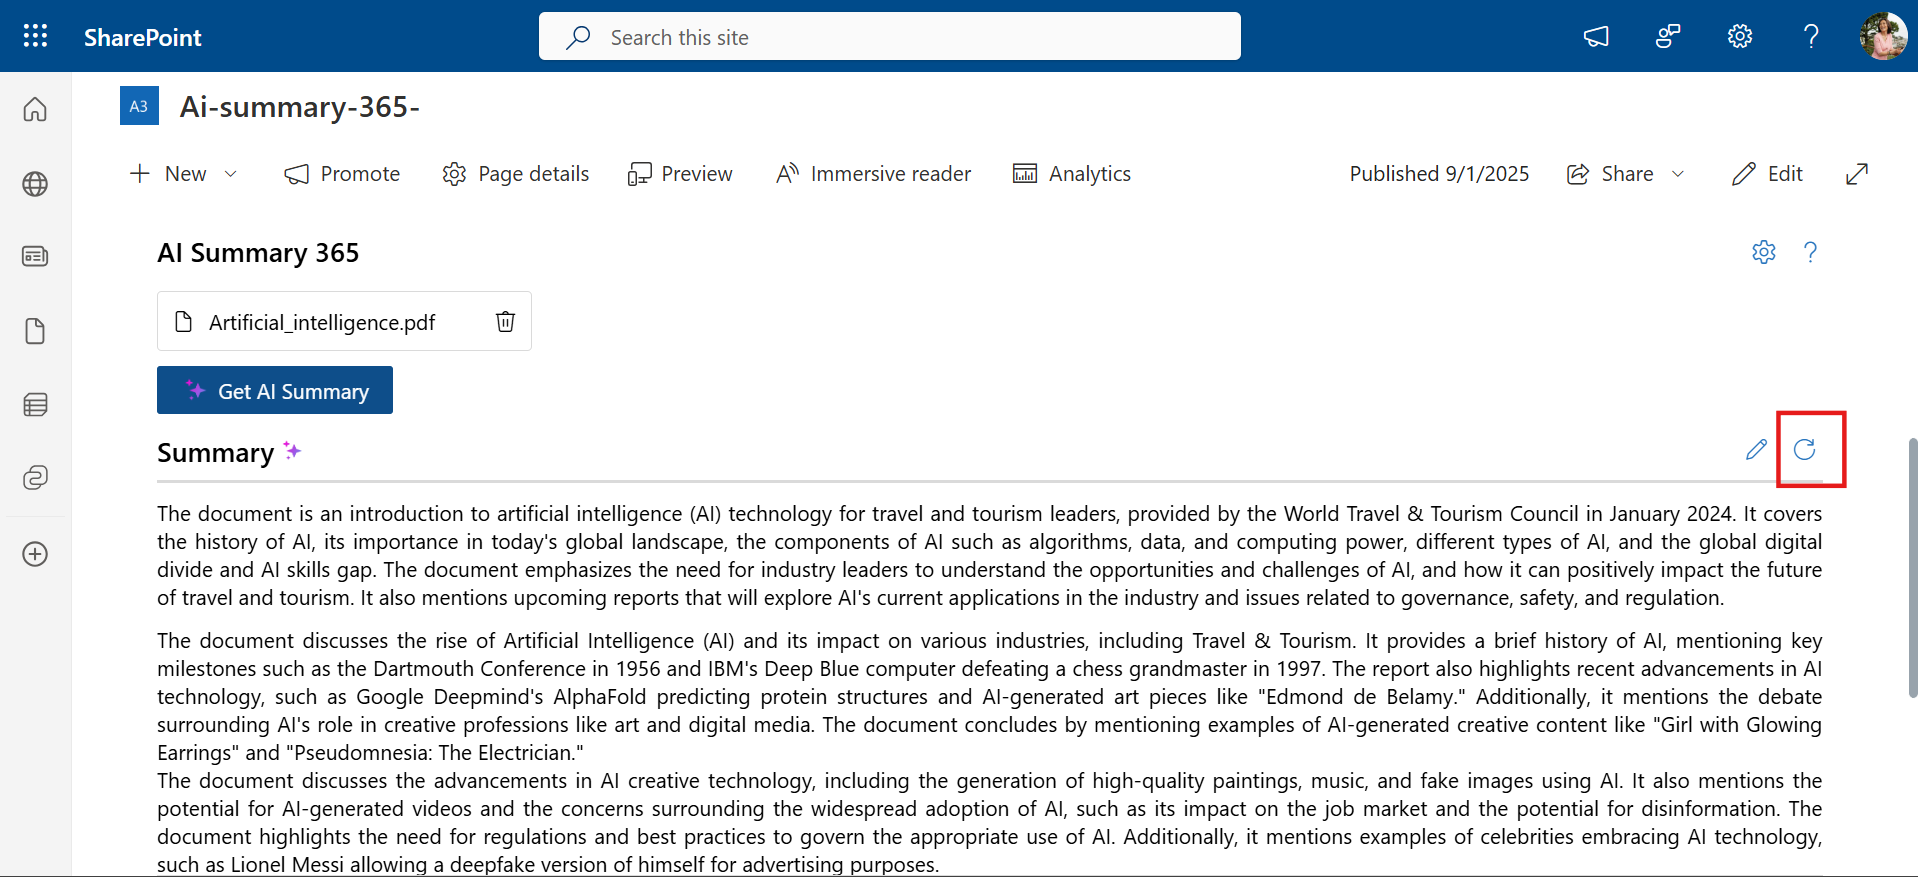 SharePoint
Search this site
A3
Ai-summary-365-
New
Promote
Page details
Preview
Immersive reader
Analytics
Published 9/1/2025
Share
Edit
AI Summary 365
Artificial_intelligence.pdf
Get AI Summary
Summary
The document is an introduction to artificial intelligence (AI) technology for travel and tourism leaders, provided by the World Travel & Tourism Council in January 2024. It covers
the history of AI, its importance in today's global landscape, the components of AI such as algorithms, data, and computing power, different types of AI, and the global digital
divide and AI skills gap. The document emphasizes the need for industry leaders to understand the opportunities and challenges of AI, and how it can positively impact the future
of travel and tourism. It also mentions upcoming reports that will explore AI's current applications in the industry and issues related to governance, safety, and regulation.
The document discusses the rise of Artificial Intelligence (AI) and its impact on various industries, including Travel & Tourism. It provides a brief history of AI, mentioning key
milestones such as the Dartmouth Conference in 1956 and IBM's Deep Blue computer defeating a chess grandmaster in 1997. The report also highlights recent advancements in AI
technology, such as Google Deepmind's AlphaFold predicting protein structures and AI-generated art pieces like "Edmond de Belamy." Additionally, it mentions the debate
surrounding AI's role in creative professions like art and digital media. The document concludes by mentioning examples of AI-generated creative content like "Girl with Glowing
Earrings" and "Pseudomnesia: The Electrician."
The document discusses the advancements in AI creative technology, including the generation of high-quality paintings, music, and fake images using AI. It also mentions the
potential for AI-generated videos and the concerns surrounding the widespread adoption of AI, such as its impact on the job market and the potential for disinformation. The
document highlights the need for regulations and best practices to govern the appropriate use of AI. Additionally, it mentions examples of celebrities embracing AI technology,
such as Lionel Messi allowing a deepfake version of himself for advertising purposes.